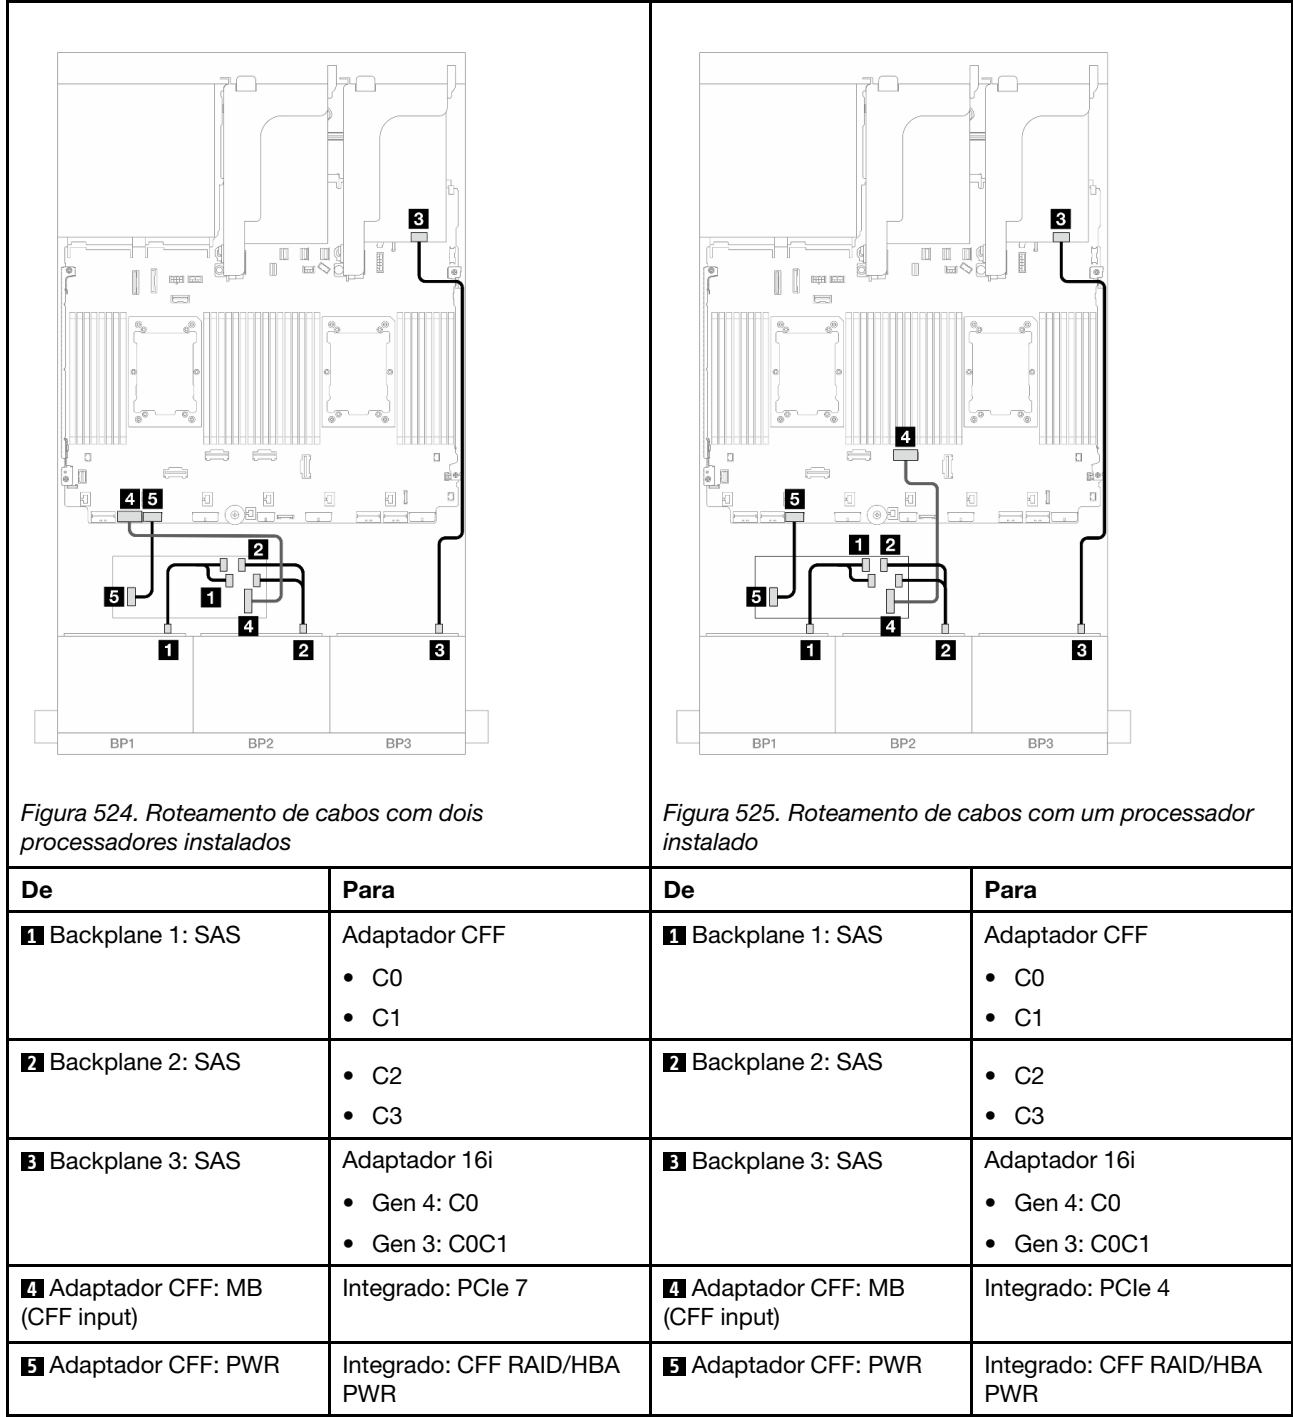 3
4 5
2
5
1
4
1
2
3
BP1
BP2
BP3
Figura 524. Roteamento de cabos com dois
processadores instalados
3
4
5
1 2
5
4
1
2
3
BP1
BP2
BP3
Figura 525. Roteamento de cabos com um processador
instalado
De
Para
De
Para
1 Backplane 1: SAS
Adaptador CFF
• C0
• C1
1 Backplane 1: SAS
Adaptador CFF
• C0
• C1
2 Backplane 2: SAS
• C2
• C3
2 Backplane 2: SAS
• C2
• C3
3 Backplane 3: SAS
Adaptador 16i
• Gen 4: C0
• Gen 3: C0C1
3 Backplane 3: SAS
Adaptador 16i
• Gen 4: C0
• Gen 3: C0C1
4 Adaptador CFF: MB
(CFF input)
Integrado: PCIe 7
4 Adaptador CFF: MB
(CFF input)
Integrado: PCIe 4
5 Adaptador CFF: PWR
Integrado: CFF RAID/HBA
PWR
5 Adaptador CFF: PWR
Integrado: CFF RAID/HBA
PWR